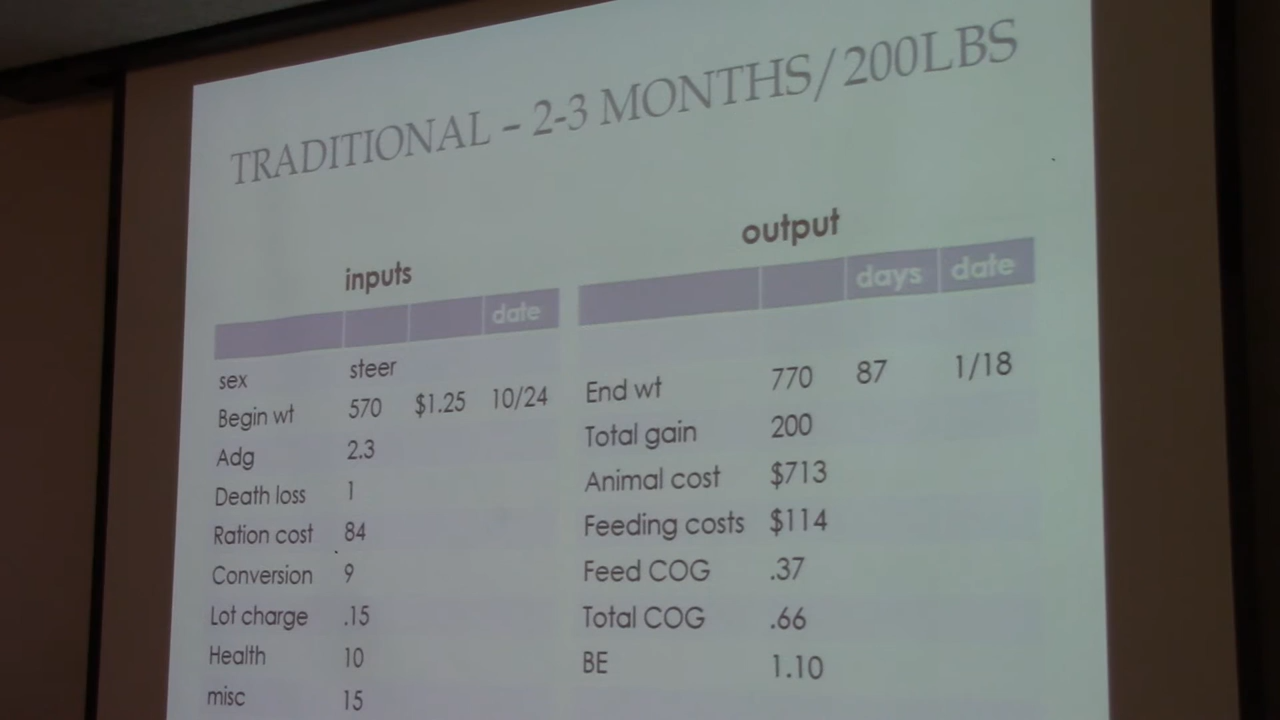 TRADITIONAL – 2-3 MONTHS/200LBS
inputs
date
sex steer
Begin wt 570 $1.25 10/24
Adg 2.3
Death loss 1
Ration cost 84
Conversion 9
Lot charge .15
Health 10
misc 15
output
days date
End wt 770 87 1/18
Total gain 200
Animal cost $713
Feeding costs $114
Feed COG .37
Total COG .66
BE 1.10